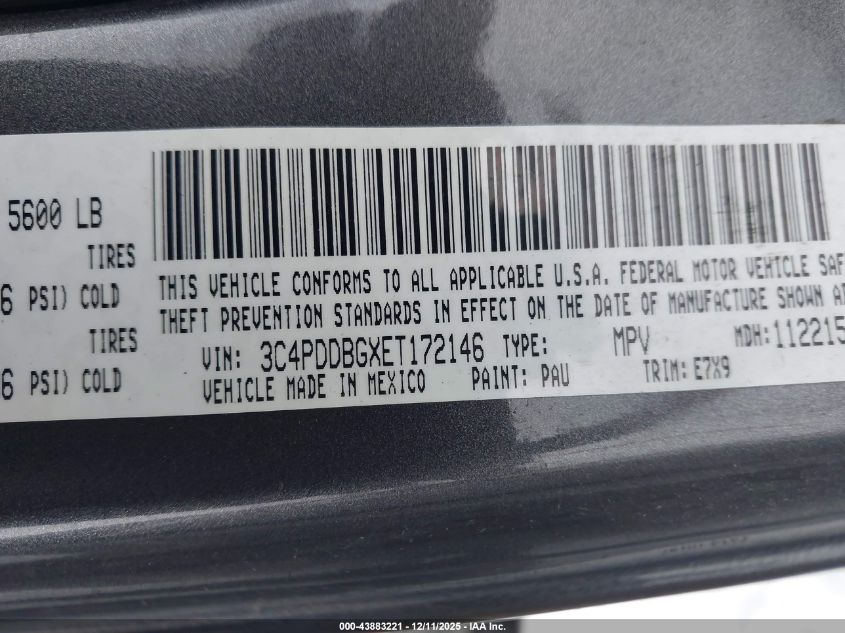 5600 LB
TIRES
6 PSI) COLD
TIRES
6 PSI) COLD
THIS VEHICLE CONFORMS TO ALL APPLICABLE U.S.A. FEDERAL MOTOR VEHICLE SAF
THEFT PREVENTION STANDARDS IN EFFECT ON THE DATE OF MANUFACTURE SHOWN A
VIN: 3C4PDDBGXET172146 TYPE: MPV MDH: 112215
VEHICLE MADE IN MEXICO PAINT: PAU TRIM: E7X9
000-43883221 - 12/11/2025 - IAA Inc.